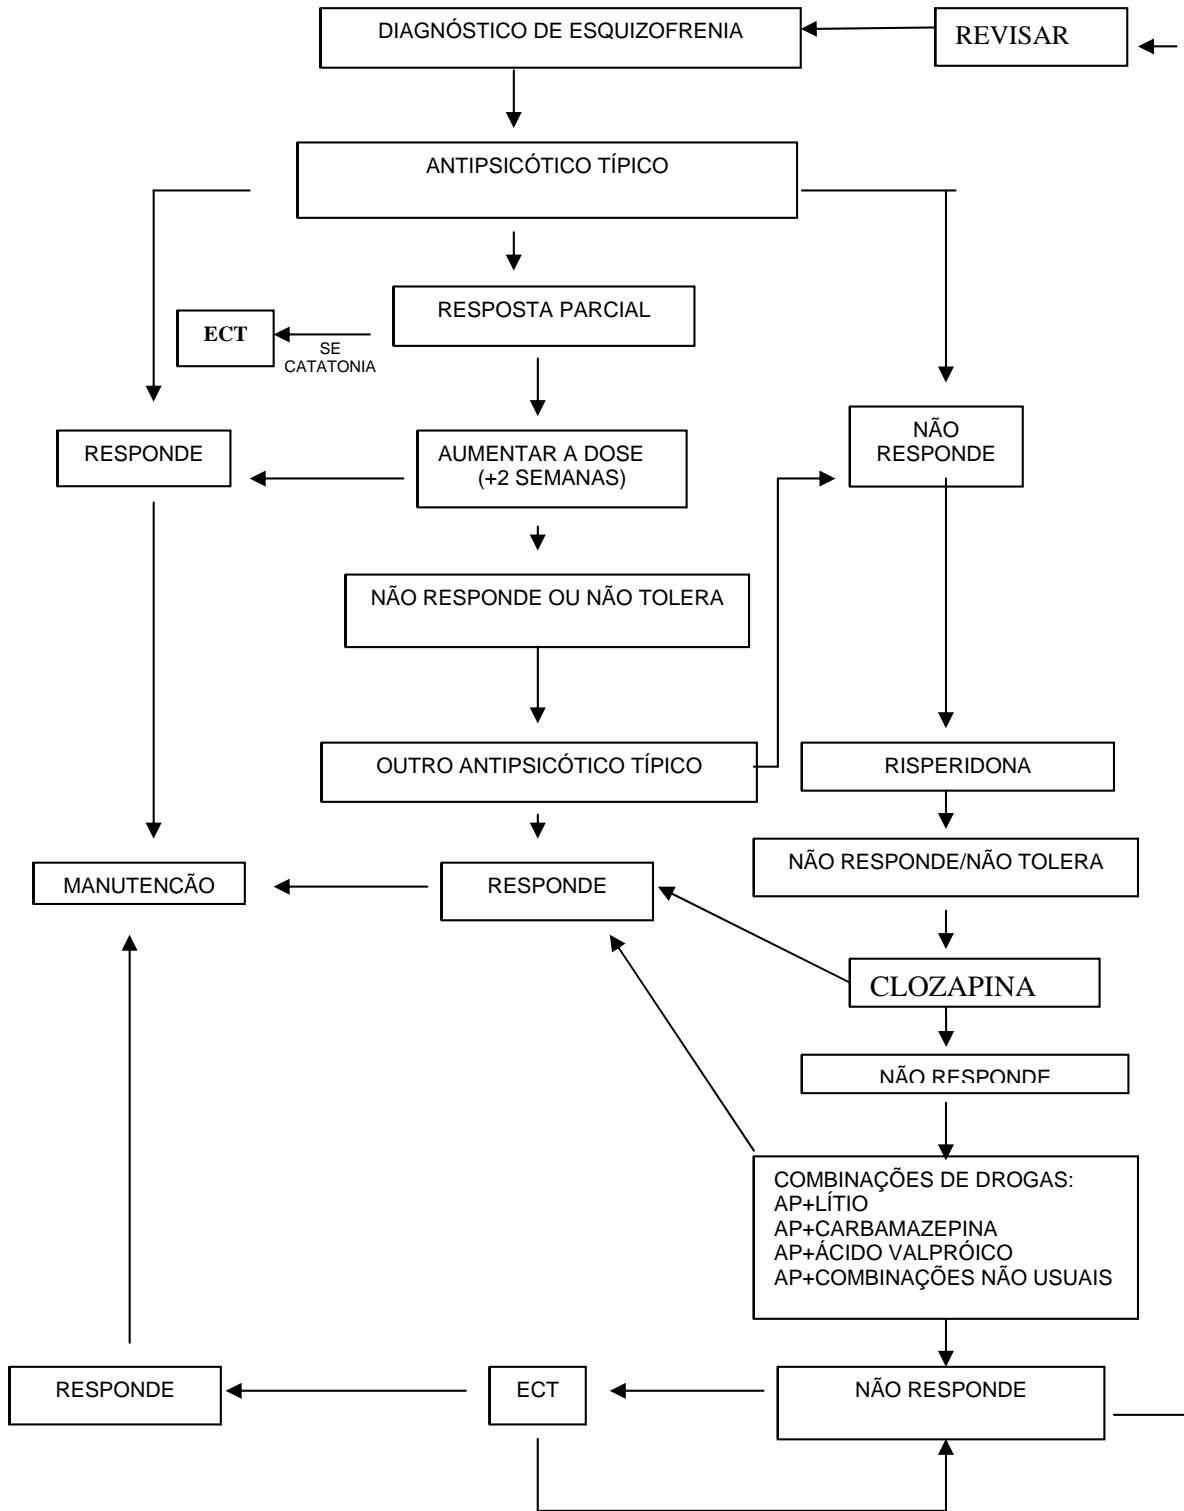 DIAGNÓSTICO DE ESQUIZOFRENIA
REVISAR
ANTIPSICÓTICO TÍPICO
RESPOSTA PARCIAL
ECT
SE
CATATONIA
RESPONDE
AUMENTAR A DOSE
(+2 SEMANAS)
NÃO
RESPONDE
NÃO RESPONDE OU NÃO TOLERA
OUTRO ANTIPSICÓTICO TÍPICO
RISPERIDONA
NÃO RESPONDE/NÃO TOLERA
MANUTENCÃO
RESPONDE
CLOZAPINA
NÃO RESPONDE
COMBINAÇÕES DE DROGAS:
AP+LÍTIO
AP+CARBAMAZEPINA
AP+ÁCIDO VALPRÓICO
AP+COMBINAÇÕES NÃO USUAIS
RESPONDE
ECT
NÃO RESPONDE